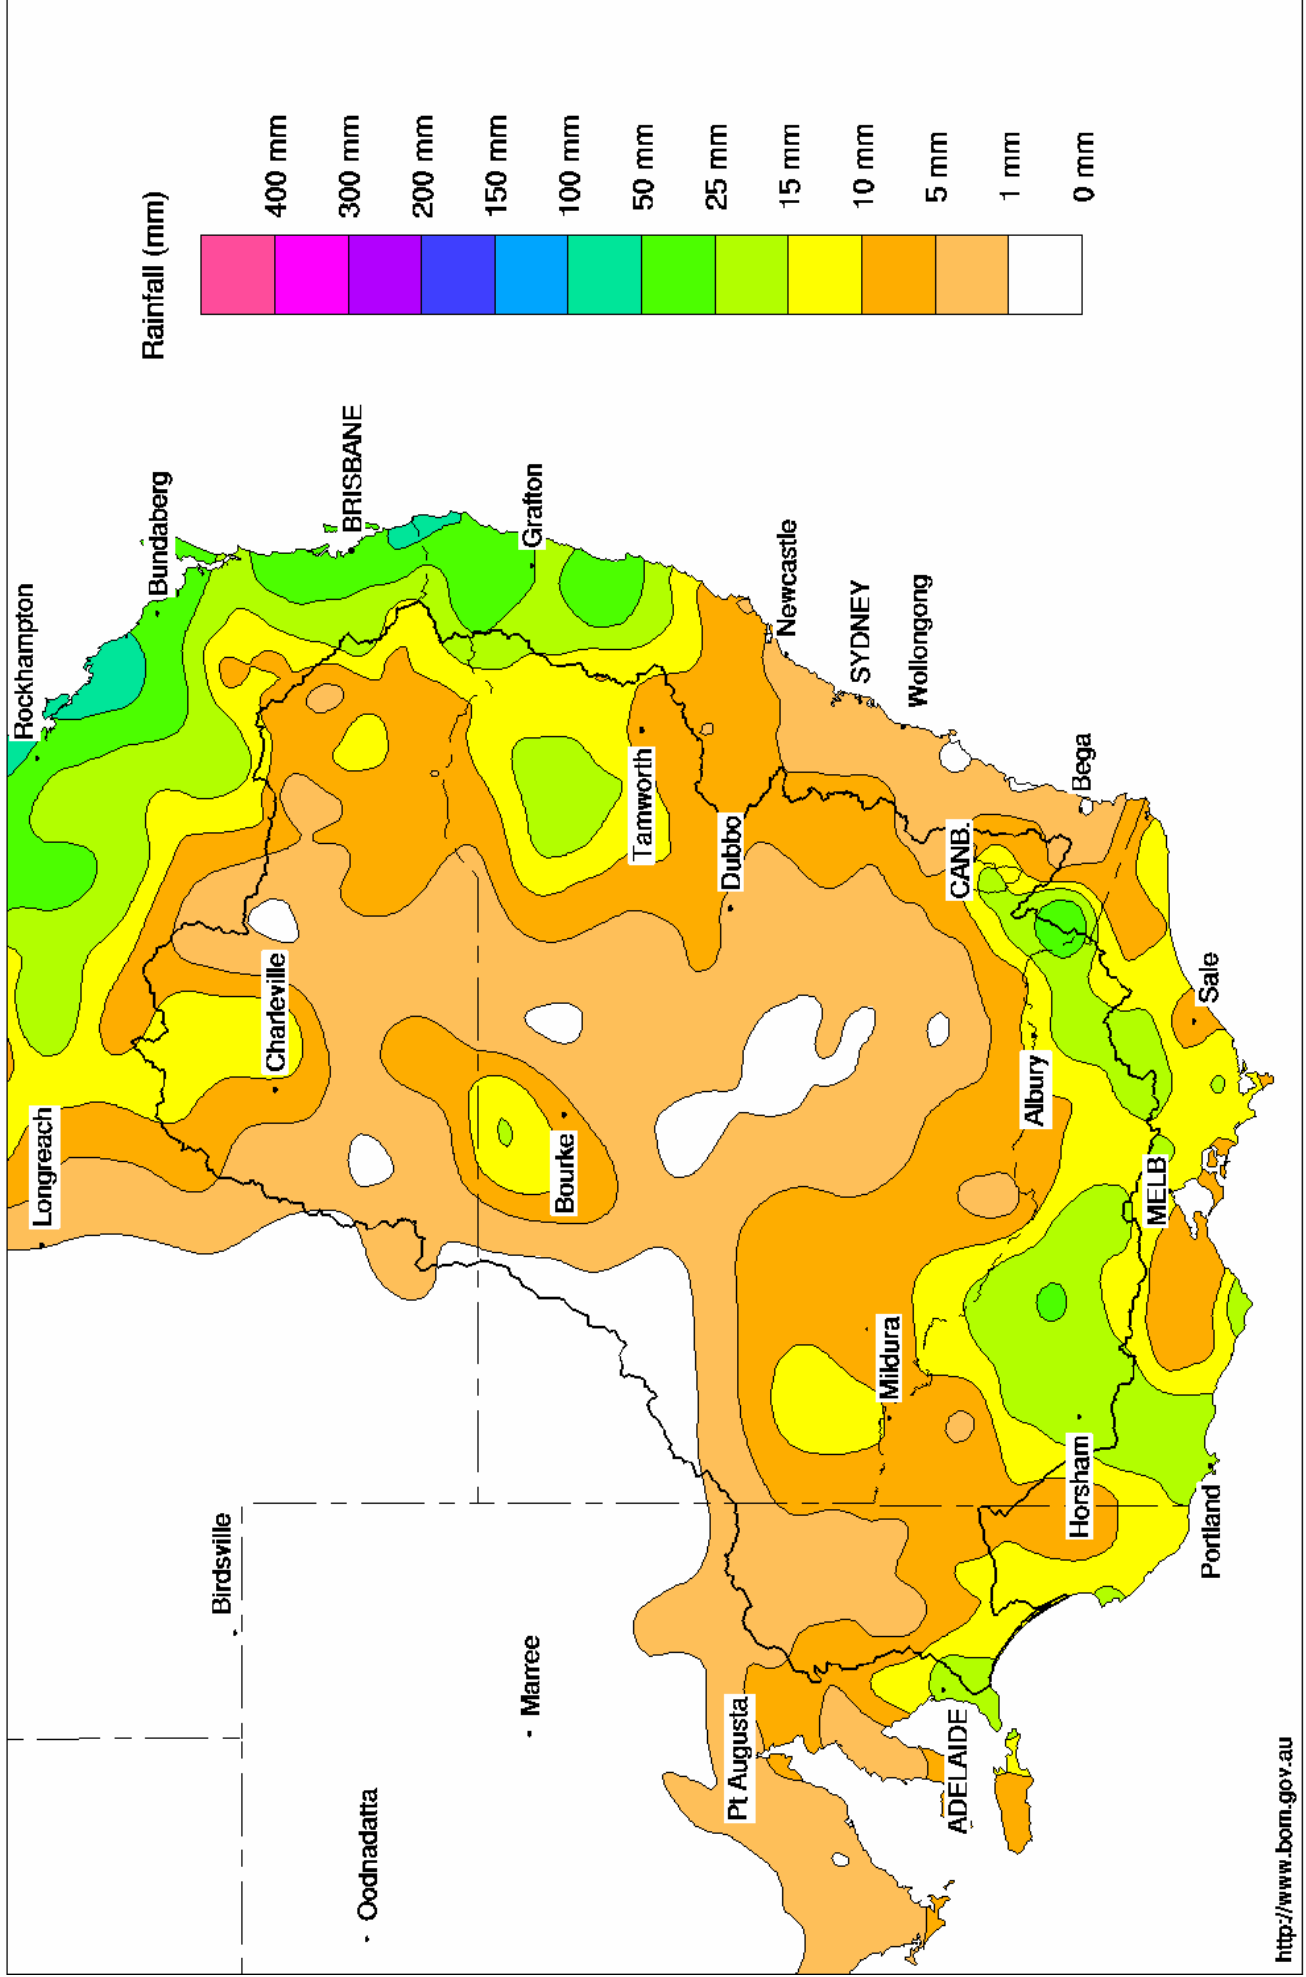 Rainfall (mm)
400 mm
300 mm
200 mm
150 mm
100 mm
50 mm
25 mm
15 mm
10 mm
5 mm
1 mm
0 mm
Rockhampton
Bundaberg
BRISBANE
Grafton
Newcastle
SYDNEY
Wollongong
Bega
Longreach
Charleville
Bourke
Tamworth
Dubbo
CANB.
Albury
Sale
MELB
Mildura
Horsham
Portland
Birdsville
Marree
Oodnadatta
Pt Augusta
ADELAIDE
http://www.bom.gov.au